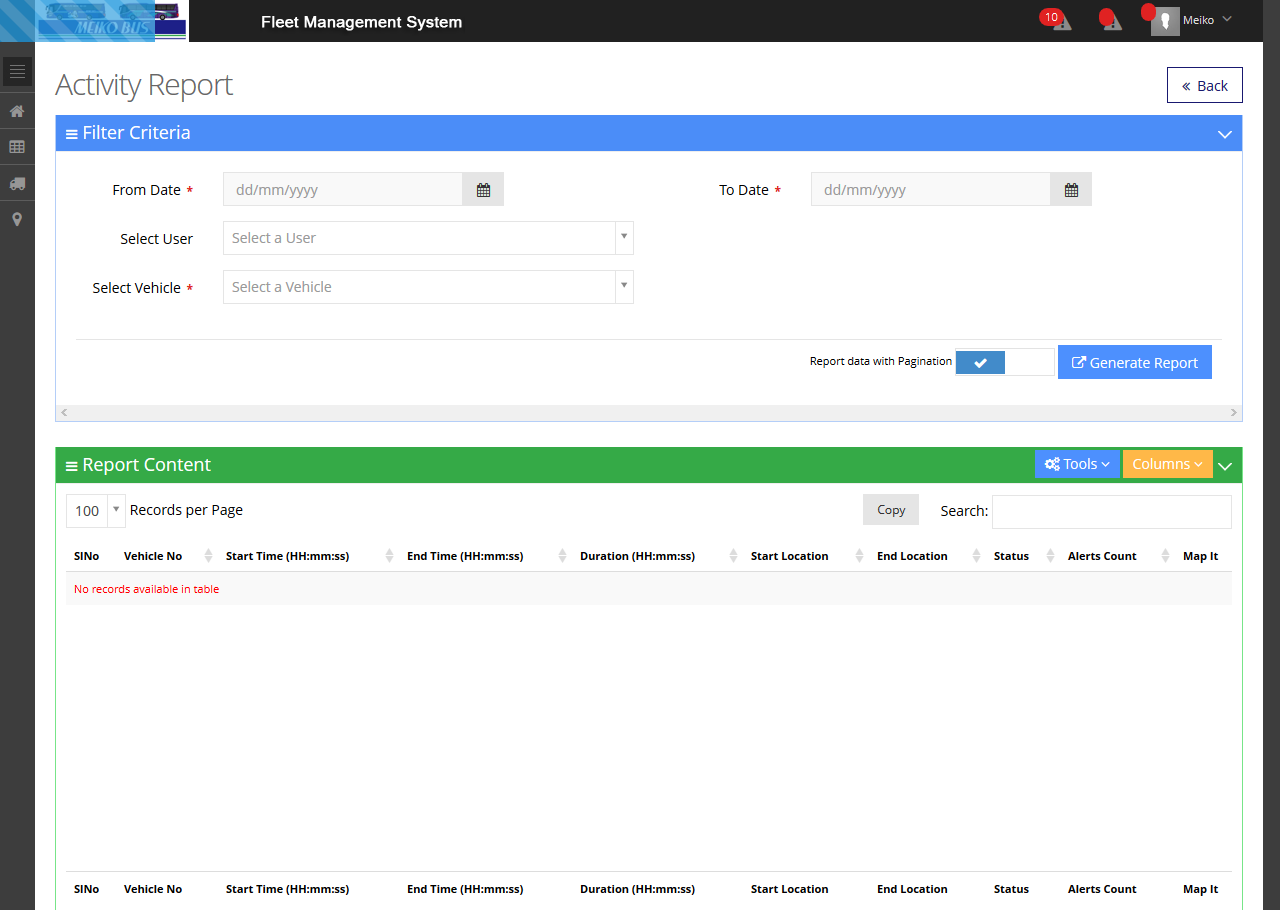 MEIKO BUS
Fleet Management System
10
Meiko
Activity Report
Back
Filter Criteria
From Date *
dd/mm/yyyy
To Date *
dd/mm/yyyy
Select User
Select a User
Select Vehicle *
Select a Vehicle
Report data with Pagination
Generate Report
Report Content
Tools
Columns
100
Records per Page
Copy
Search:
SlNo Vehicle No Start Time (HH:mm:ss) End Time (HH:mm:ss) Duration (HH:mm:ss) Start Location End Location Status Alerts Count Map It
No records available in table
SlNo Vehicle No Start Time (HH:mm:ss) End Time (HH:mm:ss) Duration (HH:mm:ss) Start Location End Location Status Alerts Count Map It